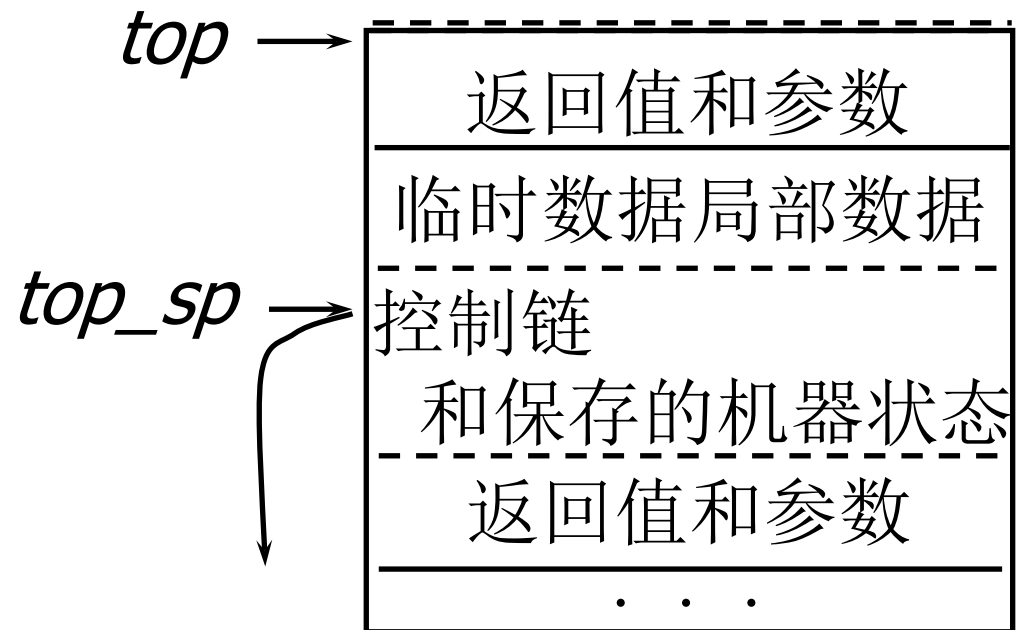 top
返回值和参数
临时数据局部数据
top_sp
控制链
和保存的机器状态
返回值和参数
. . .